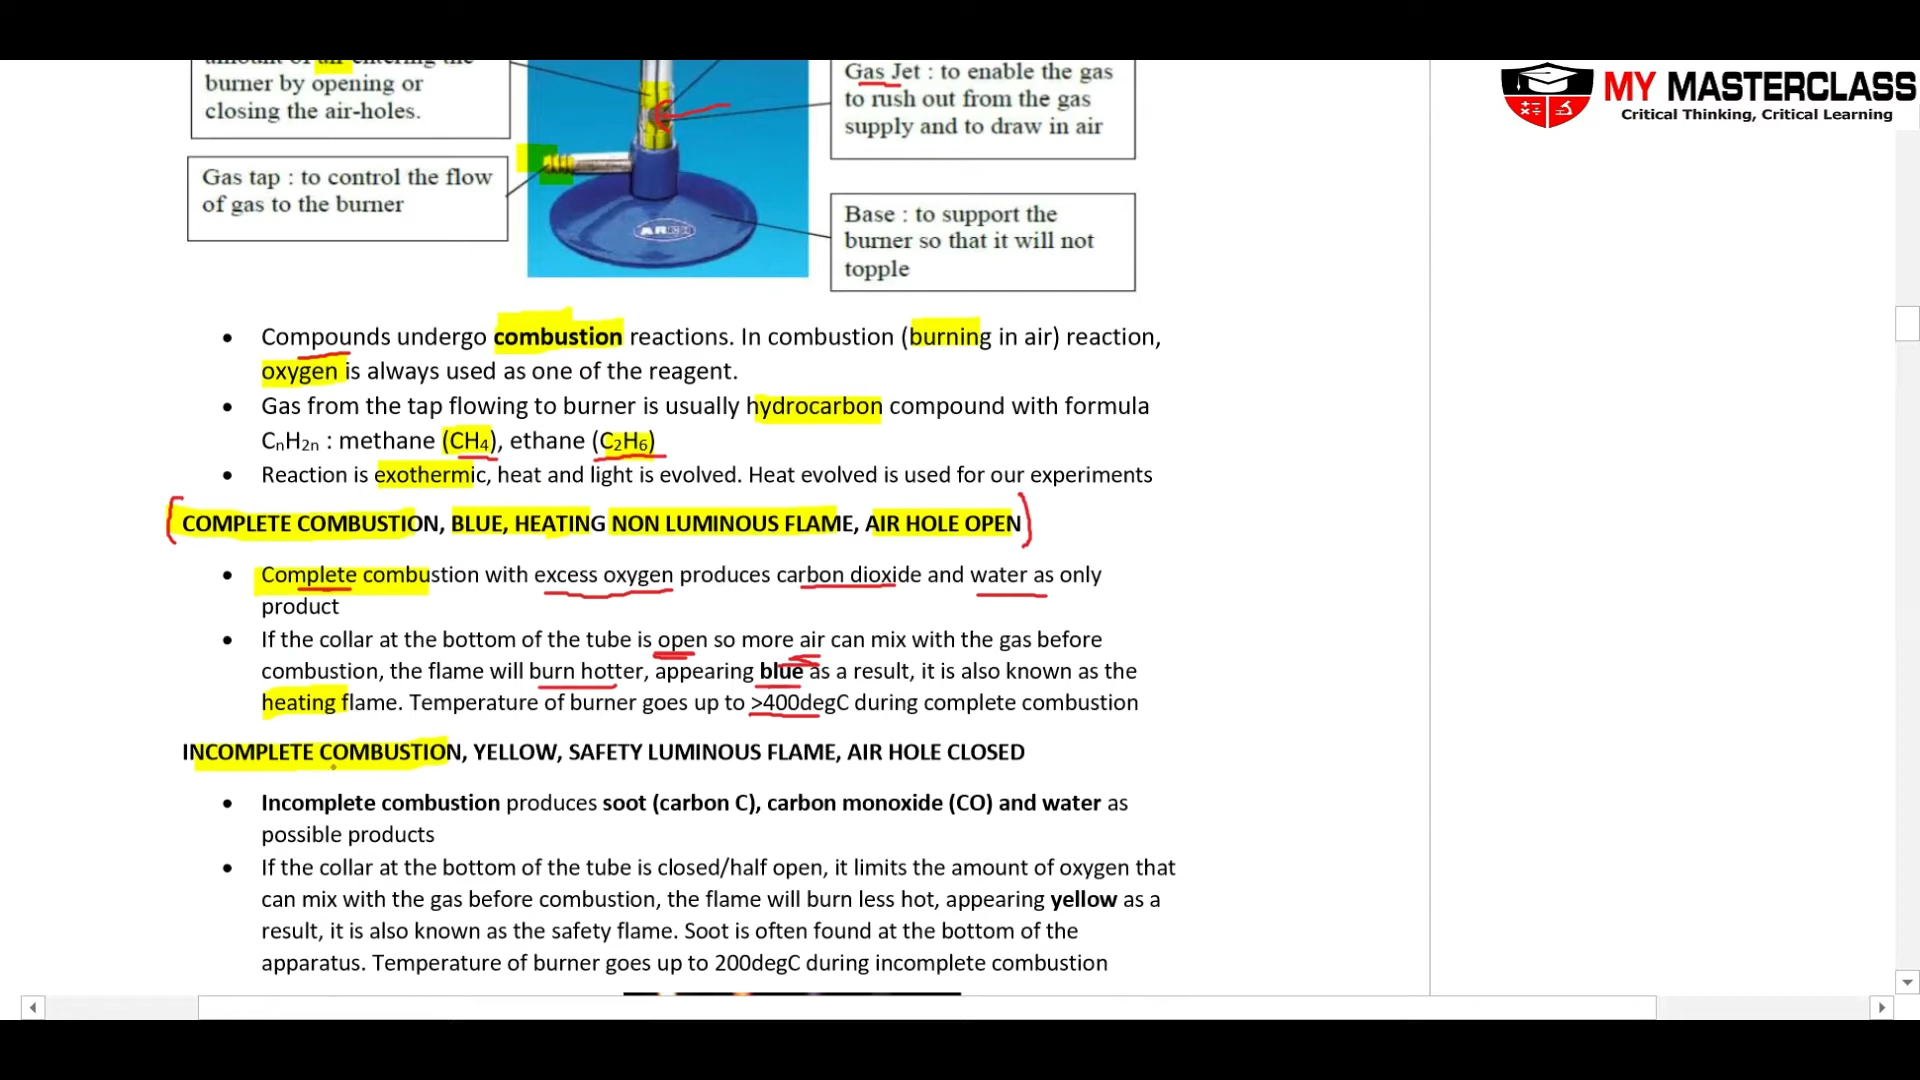 amount of air entering the
burner by opening or
closing the air-holes.
Gas Jet : to enable the gas
to rush out from the gas
supply and to draw in air
MY MASTERCLASS
Critical Thinking, Critical Learning
Gas tap : to control the flow
of gas to the burner
Base : to support the
burner so that it will not
topple
• Compounds undergo combustion reactions. In combustion (burning in air) reaction,
oxygen is always used as one of the reagent.
• Gas from the tap flowing to burner is usually hydrocarbon compound with formula
CₙH₂ₙ : methane (CH₄), ethane (C₂H₆)
• Reaction is exothermic, heat and light is evolved. Heat evolved is used for our experiments
COMPLETE COMBUSTION, BLUE, HEATING NON LUMINOUS FLAME, AIR HOLE OPEN
• Complete combustion with excess oxygen produces carbon dioxide and water as only
product
• If the collar at the bottom of the tube is open so more air can mix with the gas before
combustion, the flame will burn hotter, appearing blue as a result, it is also known as the
heating flame. Temperature of burner goes up to >400degC during complete combustion
INCOMPLETE COMBUSTION, YELLOW, SAFETY LUMINOUS FLAME, AIR HOLE CLOSED
• Incomplete combustion produces soot (carbon C), carbon monoxide (CO) and water as
possible products
• If the collar at the bottom of the tube is closed/half open, it limits the amount of oxygen that
can mix with the gas before combustion, the flame will burn less hot, appearing yellow as a
result, it is also known as the safety flame. Soot is often found at the bottom of the
apparatus. Temperature of burner goes up to 200degC during incomplete combustion